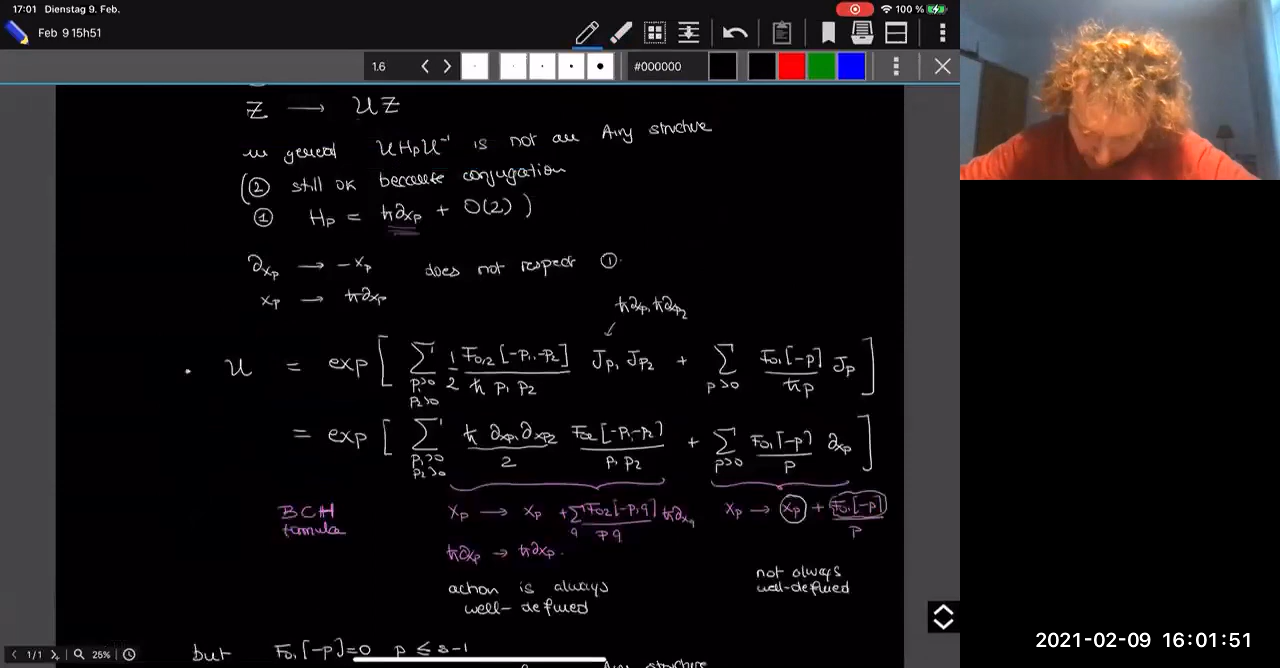 17:01 Dienstag 9. Feb.
100 %
Feb 9 15h51
1.6
#000000
Z → UZ
in general U H_p U⁻¹ is not an Airy structure
(② still OK because conjugation
① H_p = ħ∂_{x_p} + O(2) )
∂_{x_p} → -x_p does not respect ①.
x_p → ħ∂_{x_p}
ħ∂_{x_{p_1}} ħ∂_{x_{p_2}}
. U = exp [ ∑_{p_1>0 p_2>0} 1/2 F_{0,2}[-p_1,-p_2] / ħ p_1 p_2 J_{p_1} J_{p_2} + ∑_{p>0} F_{0,1}[-p] / ħp J_p ]
= exp [ ∑_{p_1>0 p_2>0} ħ ∂_{x_{p_1}} ∂_{x_{p_2}} / 2 F_{02}[-p_1,-p_2] / p_1 p_2 + ∑_{p>0} F_{0,1}[-p] / p ∂_{x_p} ]
BCH formula
x_p → x_p + ∑_q F_{02}[-p,-q] / pq ħ∂_{x_q}
x_p → x_p + F_{0,1}[-p] / p
ħ∂_{x_p} → ħ∂_{x_p}.
action is always
well-defined
not always
well-defined
but F_{0,1}[-p]=0 p ≤ s-1
Airy structure
1/1
25%
2021-02-09 16:01:51